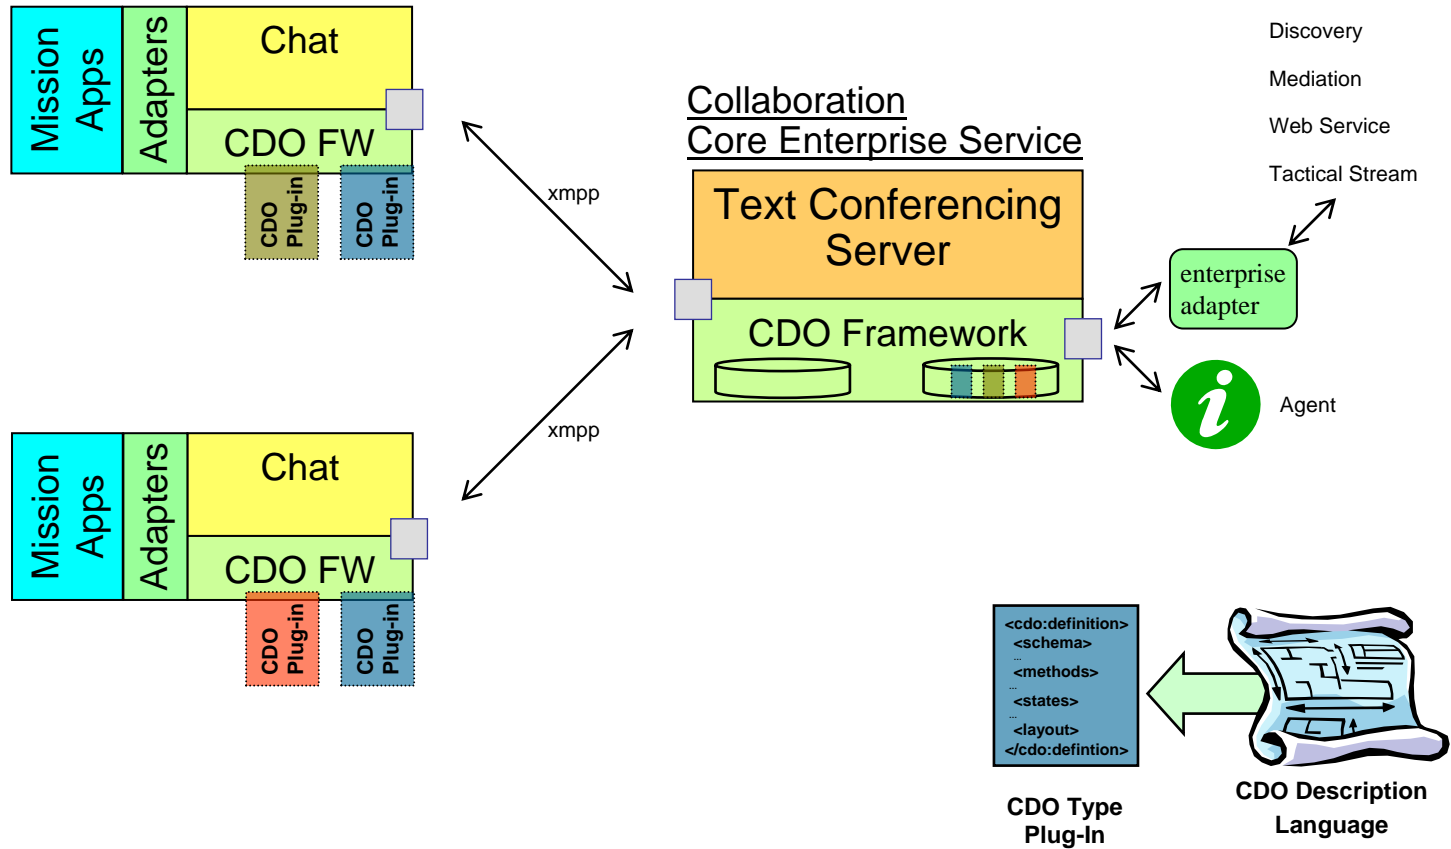 Mission
Apps
Adapters
Chat
CDO FW
CDO
Plug-in
CDO
Plug-in
xmpp
Collaboration
Core Enterprise Service
Text Conferencing
Server
CDO Framework
Discovery
Mediation
Web Service
Tactical Stream
enterprise
adapter
Agent
xmpp
Mission
Apps
Adapters
Chat
CDO FW
CDO
Plug-in
CDO
Plug-in
<cdo:definition>
<schema>
...
<methods>
...
<states>
...
<layout>
</cdo:defintion>
CDO Type
Plug-In
CDO Description
Language